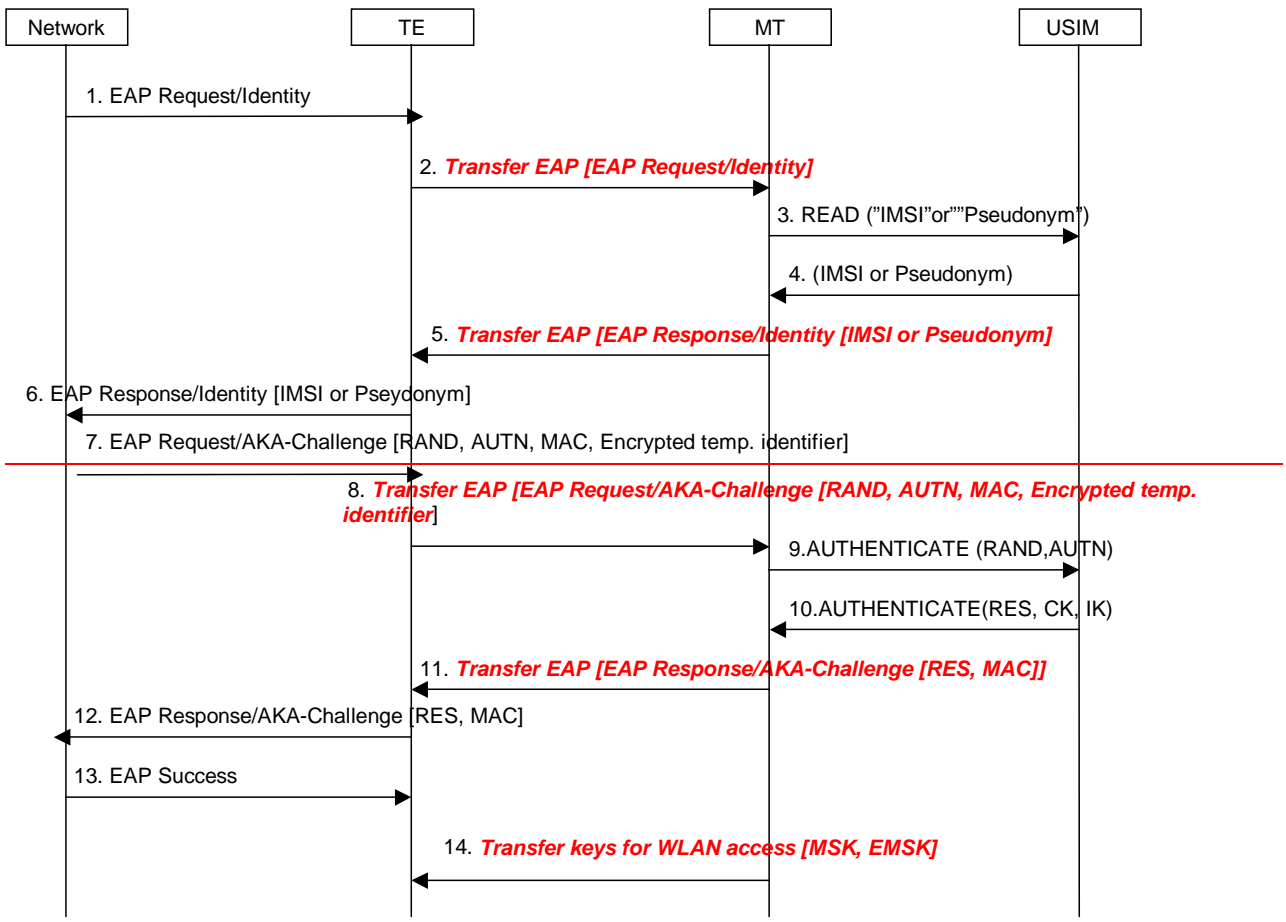 Network
TE
MT
USIM
1. EAP Request/Identity
2. Transfer EAP [EAP Request/Identity]
3. READ (”IMSI”or””Pseudonym”)
4. (IMSI or Pseudonym)
5. Transfer EAP [EAP Response/Identity [IMSI or Pseudonym]
6. EAP Response/Identity [IMSI or Pseydonym]
7. EAP Request/AKA-Challenge [RAND, AUTN, MAC, Encrypted temp. identifier]
8. Transfer EAP [EAP Request/AKA-Challenge [RAND, AUTN, MAC, Encrypted temp.
identifier]
9.AUTHENTICATE (RAND,AUTN)
10.AUTHENTICATE(RES, CK, IK)
11. Transfer EAP [EAP Response/AKA-Challenge [RES, MAC]]
12. EAP Response/AKA-Challenge [RES, MAC]
13. EAP Success
14. Transfer keys for WLAN access [MSK, EMSK]